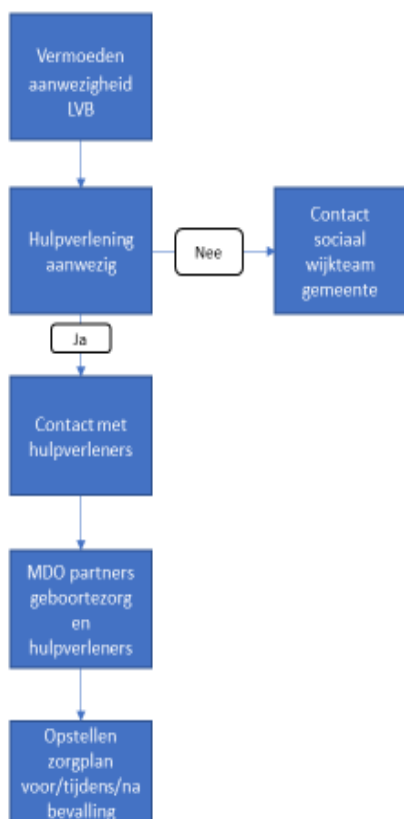 Vermoeden
aanwezigheid
LVB
Hulpverlening
aanwezig
Nee
Contact
sociaal
wijkteam
gemeente
Ja
Contact met
hulpverleners
MDO partners
geboortezorg
en
hulpverleners
Opstellen
zorgplan
voor/tijdens/na
bevalling